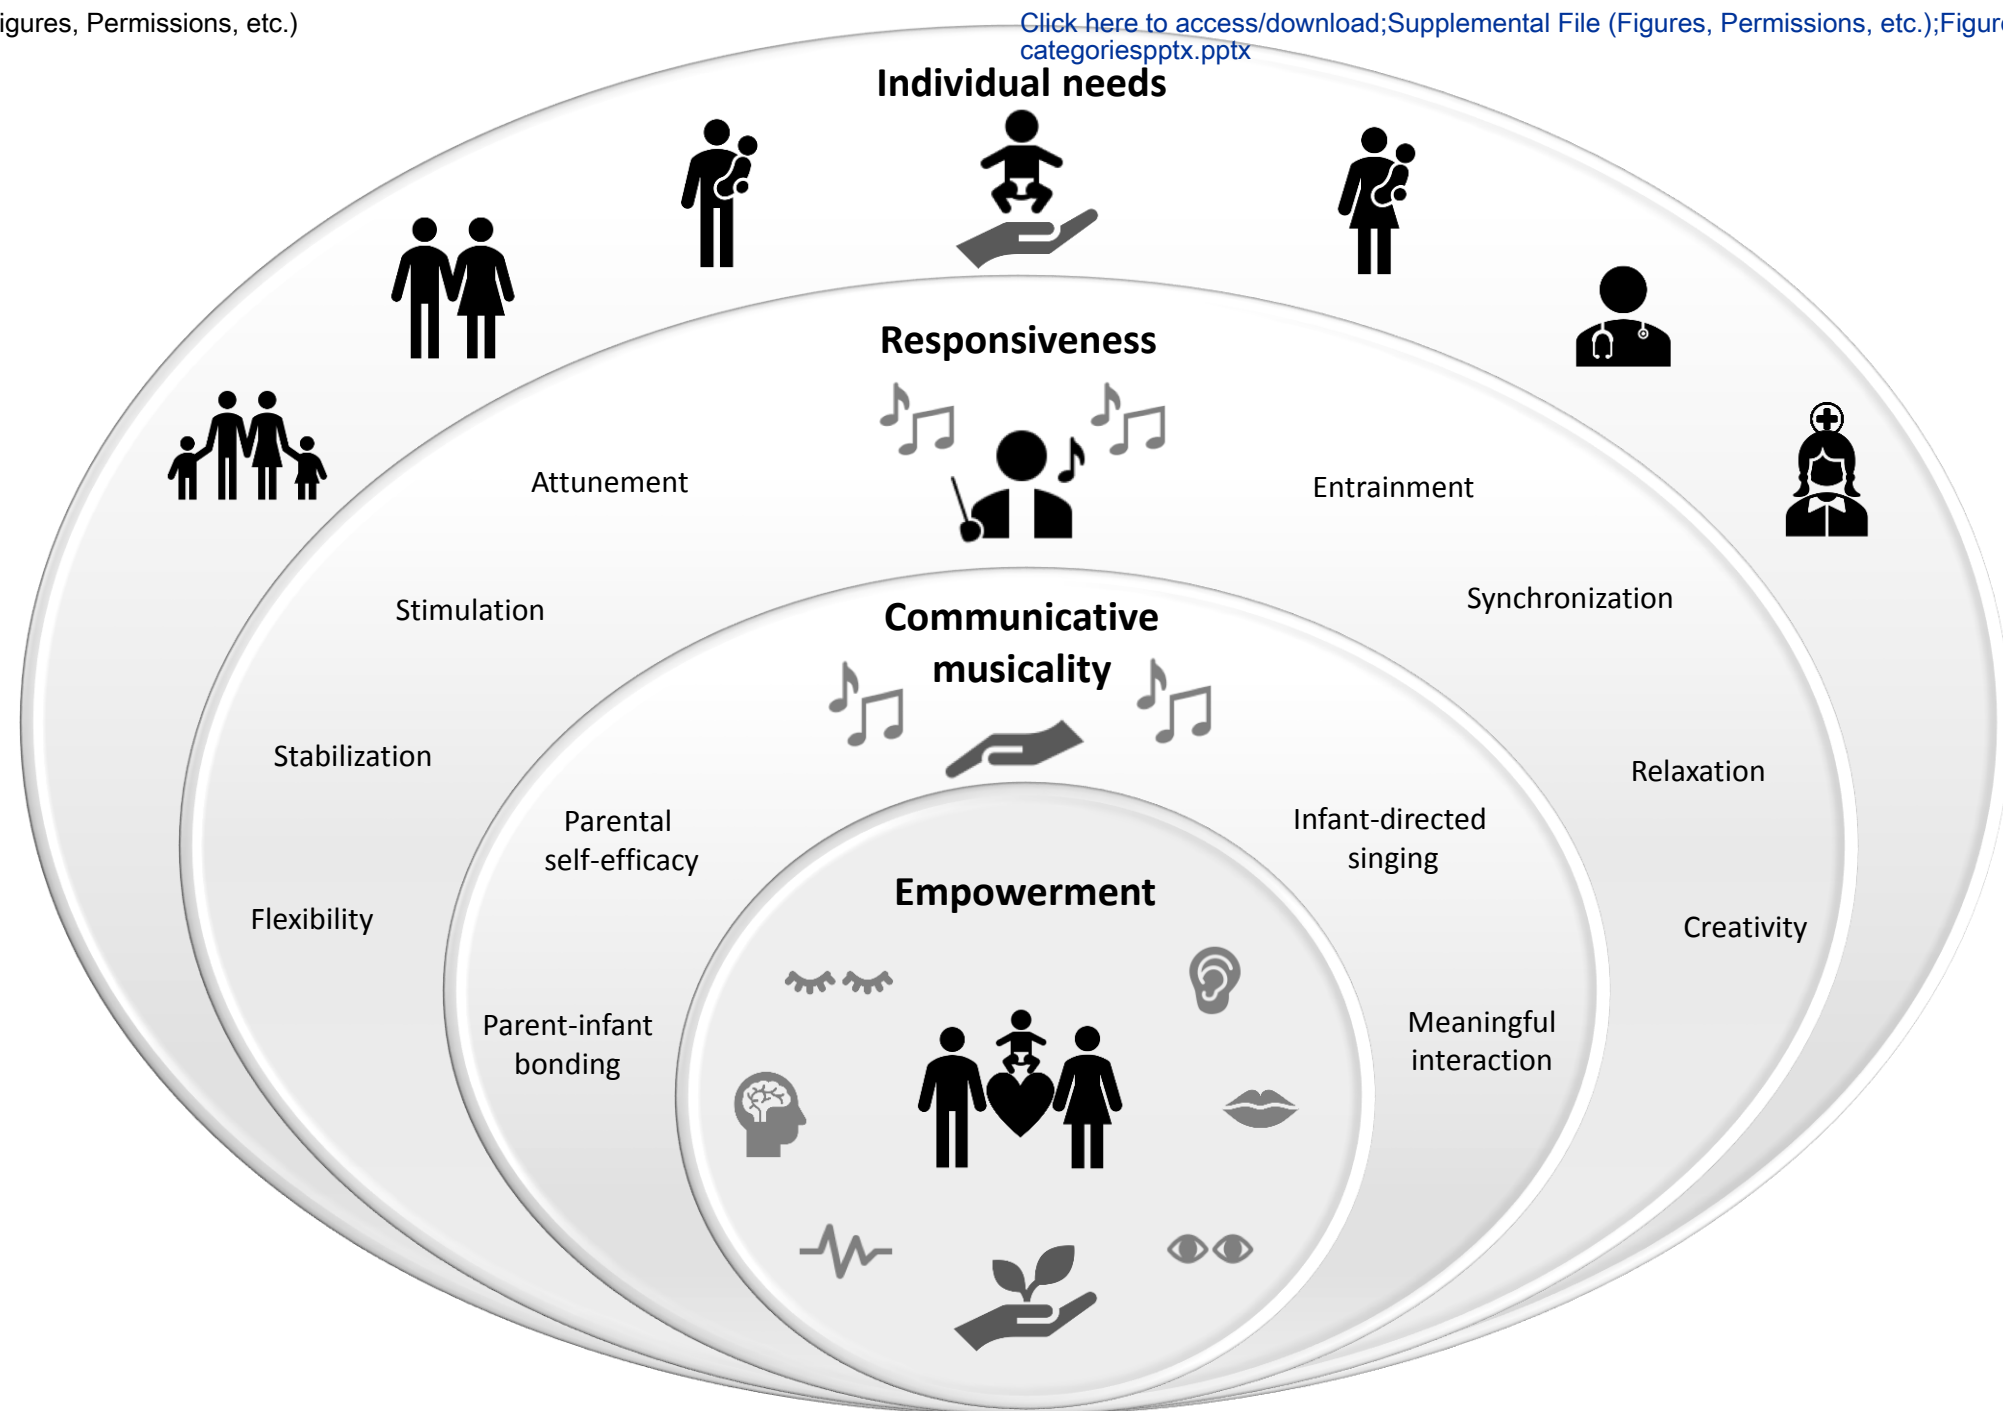 igures, Permissions, etc.)
Click here to access/download;Supplemental File (Figures, Permissions, etc.);Figur
categoriespptx.pptx
Individual needs
Responsiveness
Attunement
Entrainment
Stimulation
Synchronization
Communicative
musicality
Stabilization
Relaxation
Parental
self-efficacy
Infant-directed
singing
Empowerment
Flexibility
Creativity
Parent-infant
bonding
Meaningful
interaction